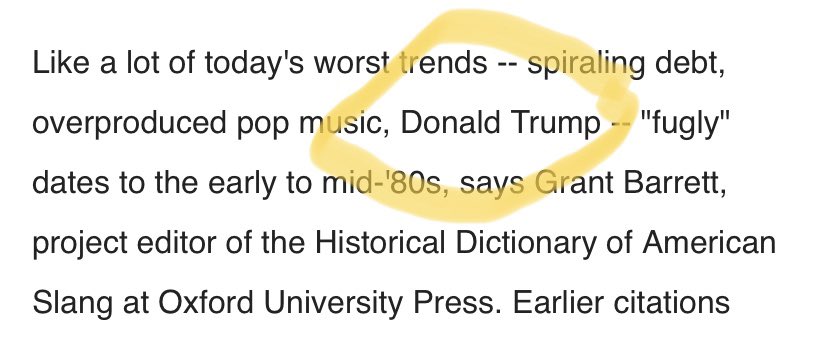 Like a lot of today's worst trends -- spiraling debt,
overproduced pop music, Donald Trump -- "fugly"
dates to the early to mid-'80s, says Grant Barrett,
project editor of the Historical Dictionary of American
Slang at Oxford University Press. Earlier citations